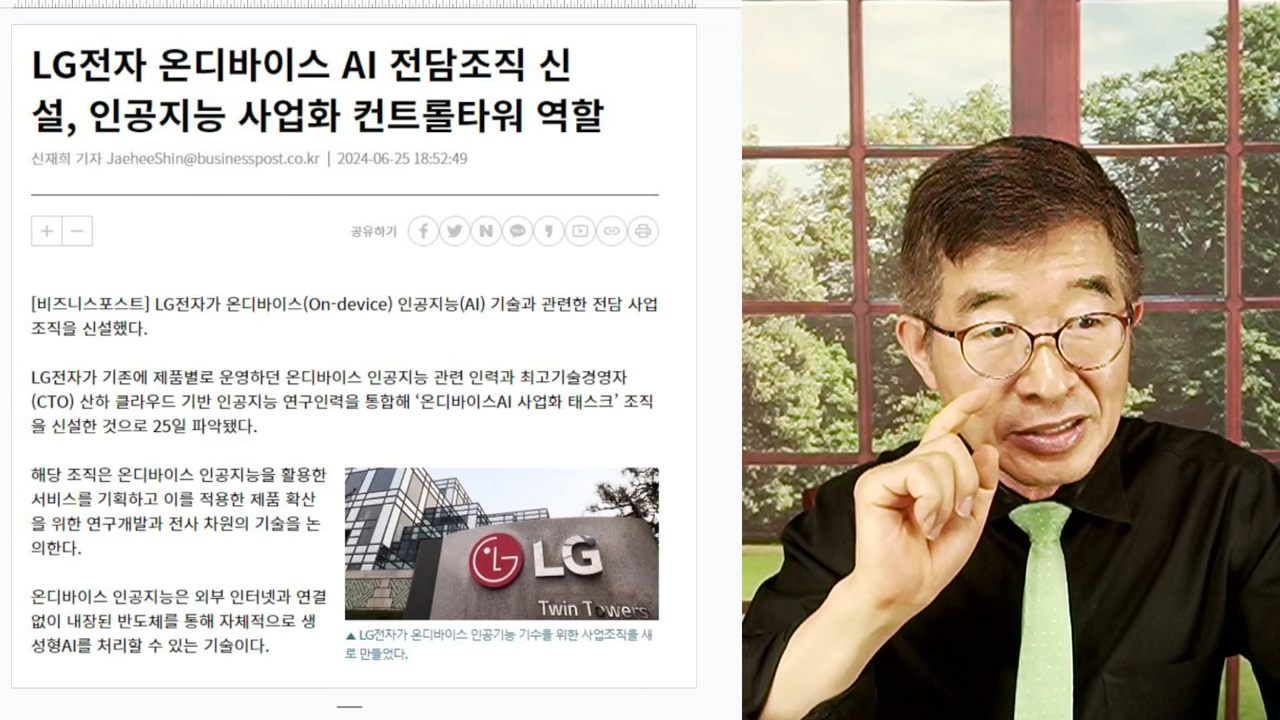 LG전자 온디바이스 AI 전담조직 신
설, 인공지능 사업화 컨트롤타워 역할
신재희 기자 JaeheeShin@businesspost.co.kr | 2024-06-25 18:52:49
공유하기
[비즈니스포스트] LG전자가 온디바이스(On-device) 인공지능(AI) 기술과 관련한 전담 사업
조직을 신설했다.
LG전자가 기존에 제품별로 운영하던 온디바이스 인공지능 관련 인력과 최고기술경영자
(CTO) 산하 클라우드 기반 인공지능 연구인력을 통합해 ‘온디바이스AI 사업화 태스크’ 조직
을 신설한 것으로 25일 파악됐다.
해당 조직은 온디바이스 인공지능을 활용한
서비스를 기획하고 이를 적용한 제품 확산
을 위한 연구개발과 전사 차원의 기술을 논
의한다.
온디바이스 인공지능은 외부 인터넷과 연결
없이 내장된 반도체를 통해 자체적으로 생
성형AI를 처리할 수 있는 기술이다.
LG
Twin Towers
▲ LG전자가 온디바이스 인공기능 기수를 위한 사업조직을 새
로 만들었다.